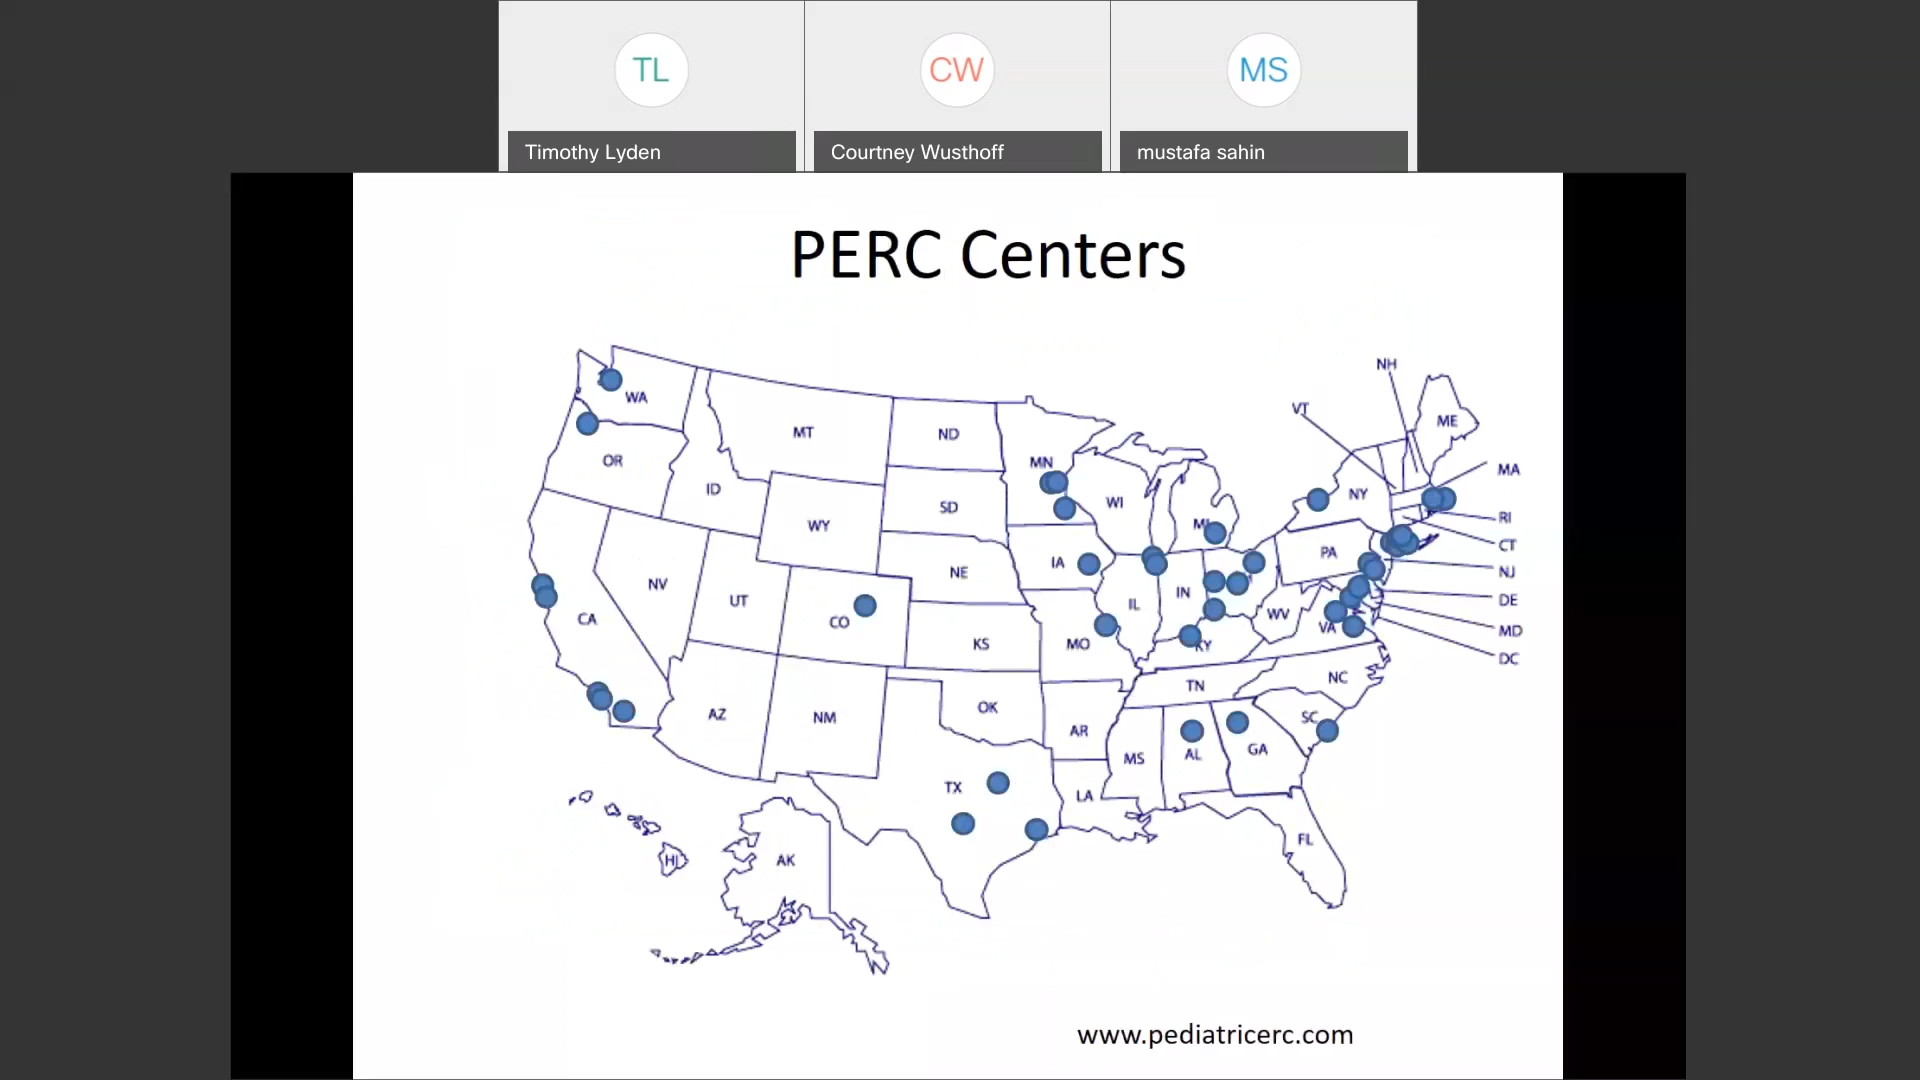 TL
CW
MS
Timothy Lyden
Courtney Wusthoff
mustafa sahin
PERC Centers
NH
VT
ME
WA
MT
ND
MN
OR
ID
SD
WI
MI
NY
MA
WY
RI
CT
NV
UT
CO
NE
IA
IL
IN
PA
NJ
DE
CA
KS
MO
KY
WV
VA
MD
DC
AZ
NM
OK
AR
TN
NC
SC
TX
LA
MS
AL
GA
FL
HI
AK
www.pediatricerc.com